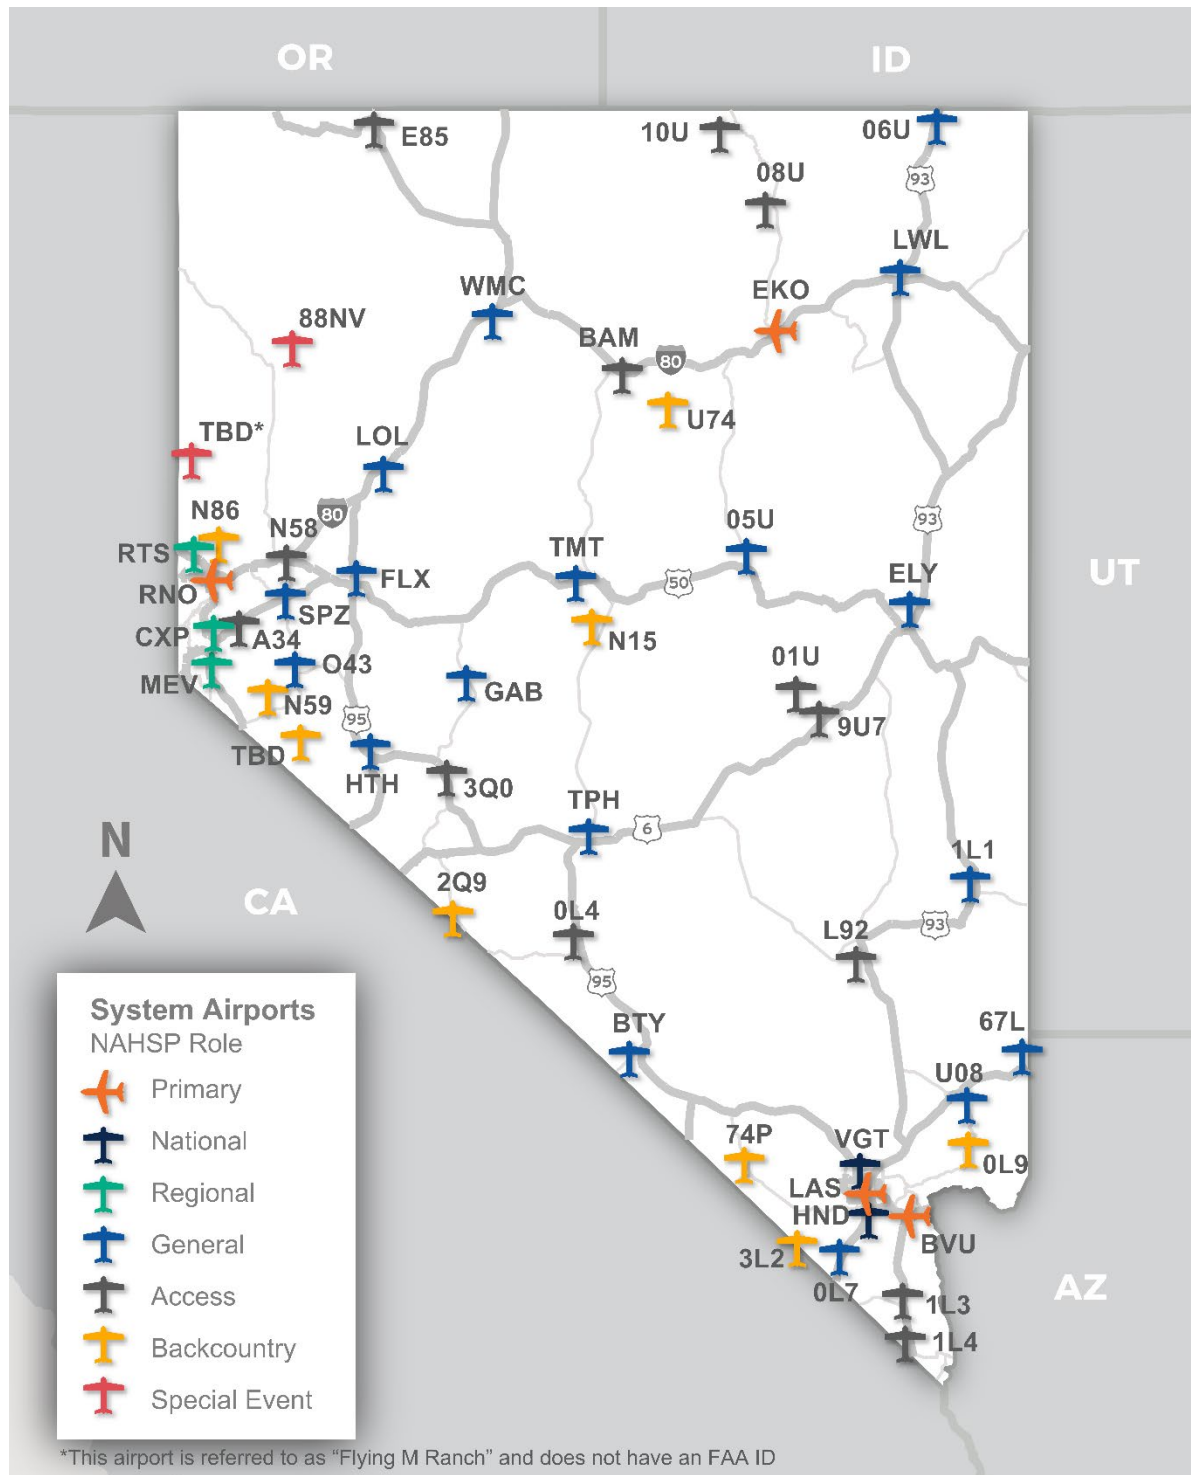 OR
ID
E85
10U
06U
93
08U
LWL
WMC
EKO
88NV
BAM
80
U74
TBD*
LOL
N86
80
N58
05U
93
RTS
TMT
UT
RNO
FLX
50
ELY
SPZ
CXP
A34
N15
MEV
O43
01U
GAB
N59
95
9U7
TBD
HTH
3Q0
TPH
6
N
1L1
2Q9
CA
0L4
93
L92
95
BTY
67L
U08
74P
VGT
0L9
LAS
HND
BVU
3L2
0L7
AZ
1L3
1L4
System Airports
NAHSP Role
Primary
National
Regional
General
Access
Backcountry
Special Event
*This airport is referred to as “Flying M Ranch” and does not have an FAA ID